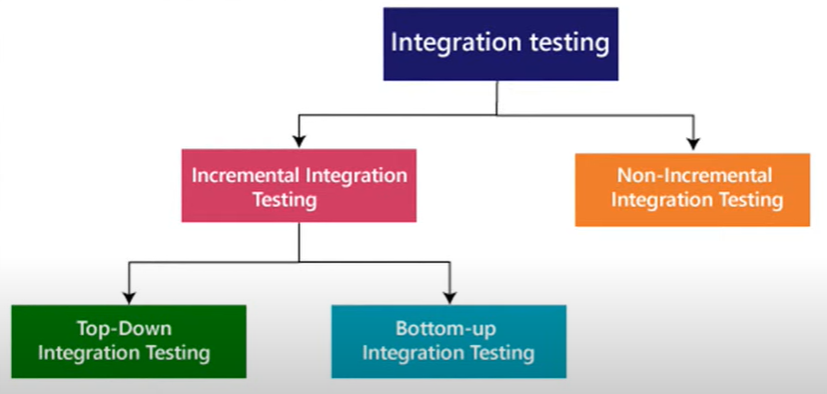 Integration testing
Incremental Integration
Testing
Non-Incremental
Integration Testing
Top-Down
Integration Testing
Bottom-up
Integration Testing